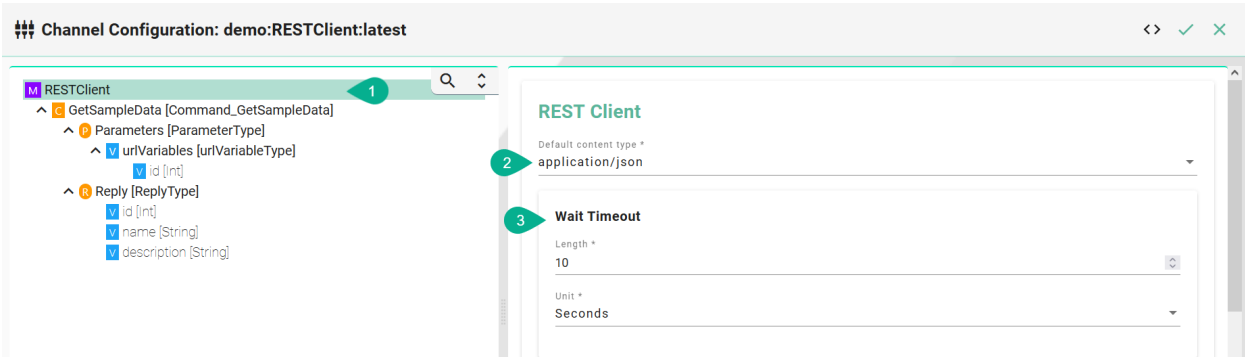 Channel Configuration: demo:RESTClient:latest
M RESTClient
1
C GetSampleData [Command_GetSampleData]
P Parameters [ParameterType]
V urlVariables [urlVariableType]
V id [Int]
R Reply [ReplyType]
V id [Int]
V name [String]
V description [String]
REST Client
Default content type *
2
application/json
3
Wait Timeout
Length *
10
Unit *
Seconds